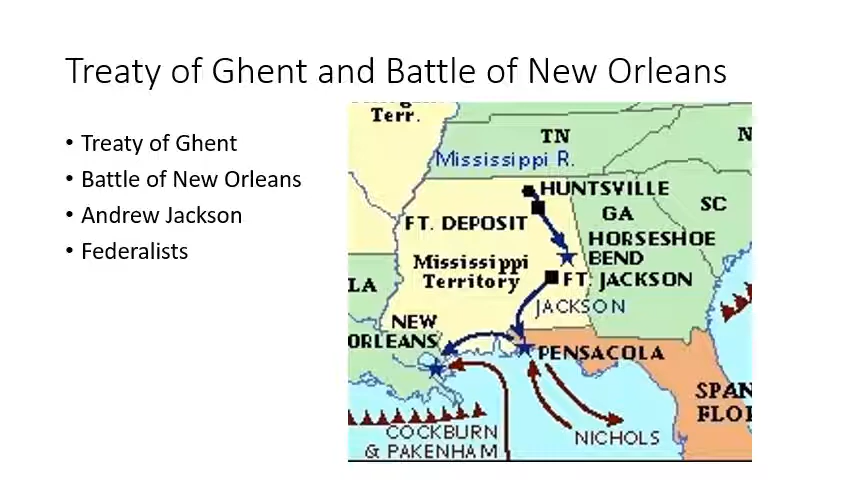 Treaty of Ghent and Battle of New Orleans
• Treaty of Ghent
• Battle of New Orleans
• Andrew Jackson
• Federalists
Terr.
TN
N
Mississippi R.
HUNTSVILLE
SC
GA
FT. DEPOSIT
HORSESHOE
BEND
Mississippi
Territory
FT. JACKSON
LA
JACKSON
NEW
ORLEANS
PENSACOLA
SPAN
FLO
COCKBURN
& PAKENHAM
NICHOLS